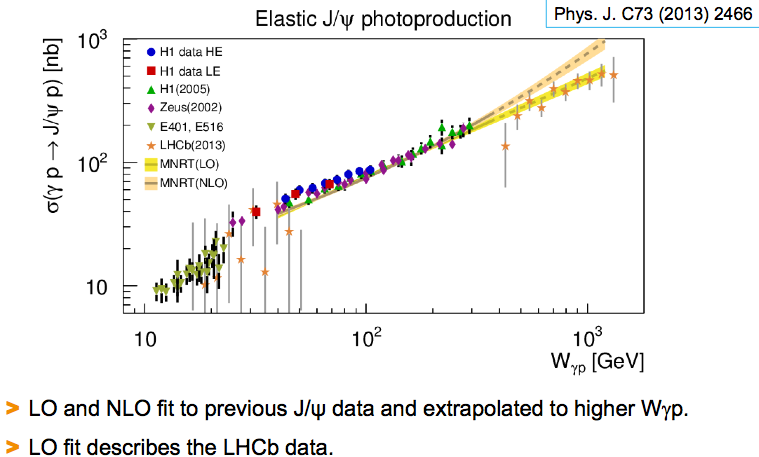 Elastic J/ψ photoproduction
Phys. J. C73 (2013) 2466
σ(γ p → J/ψ p) [nb]
10³
10²
10
H1 data HE
H1 data LE
H1(2005)
Zeus(2002)
E401, E516
LHCb(2013)
MNRT(LO)
MNRT(NLO)
10
10²
10³
Wγp [GeV]
> LO and NLO fit to previous J/ψ data and extrapolated to higher Wγp.
> LO fit describes the LHCb data.